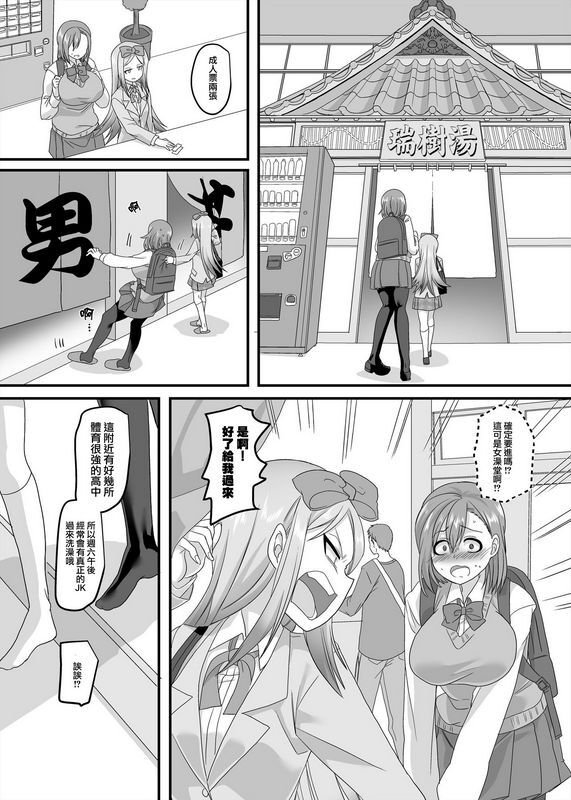 瑞樹湯
成人票兩張
男
啊
啊…
確定要進嗎!?
這可是女澡堂啊!?
是啊!
好了給我過來
這附近有好幾所
體育很強的高中
所以週六午後
經常會有真正的JK
過來洗澡哦
誒誒!?